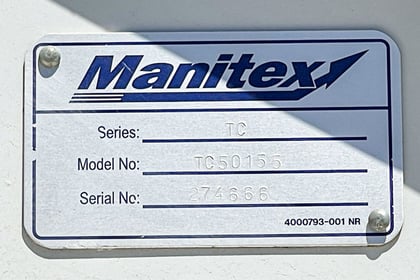 Manitex
Series: TC
Model No: TC50155
Serial No: 274666
4000793-001 NR